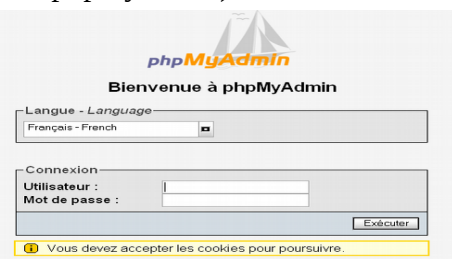 phpMyAdmin
Bienvenue à phpMyAdmin
Langue - Language
Français - French
Connexion
Utilisateur :
Mot de passe :
Exécuter
Vous devez accepter les cookies pour poursuivre.